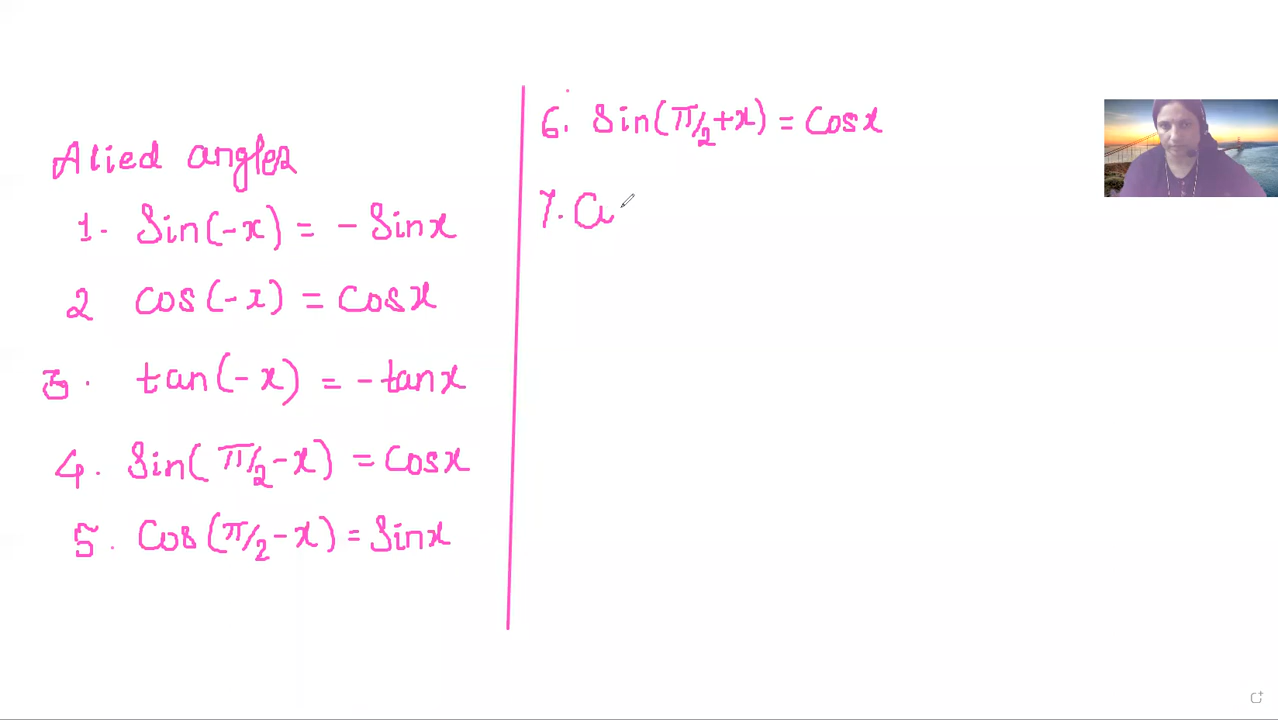 Alied angles
1. Sin(-x) = - Sinx
2 cos(-x) = cosx
3. tan(-x) = - tanx
4. Sin(π/2-x) = cosx
5. Cos(π/2-x) = Sinx
6. Sin(π/2+x) = Cosx
7.